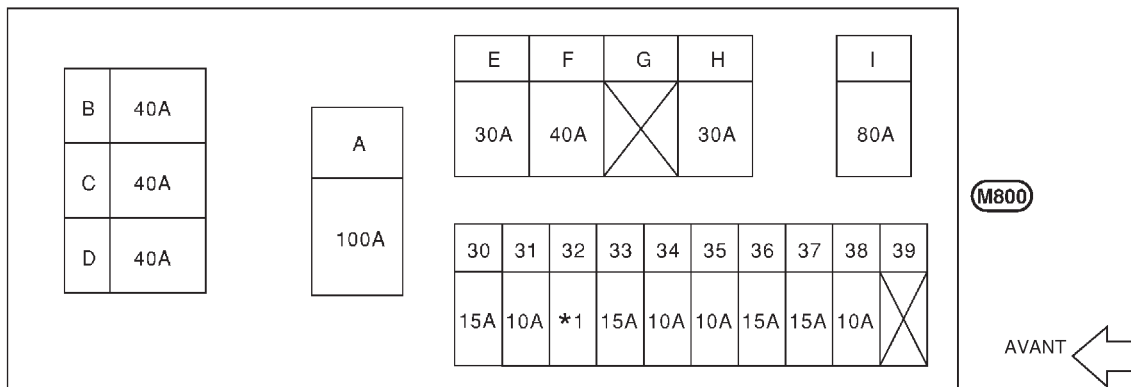 E F G H I
30A 40A 30A 80A
B 40A
C 40A
D 40A
A
100A
M800
30 31 32 33 34 35 36 37 38 39
15A 10A *1 15A 10A 10A 15A 15A 10A
AVANT